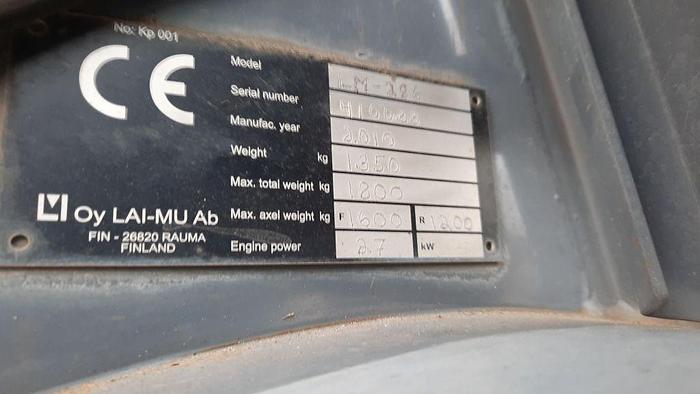 No: Kp 001
CE
Model
Serial number
Manufac. year 2010
Weight kg 1350
Max. total weight kg 1800
Max. axel weight kg F 1600 R 1200
Engine power kW
Oy LAI-MU Ab
FIN - 26820 RAUMA
FINLAND